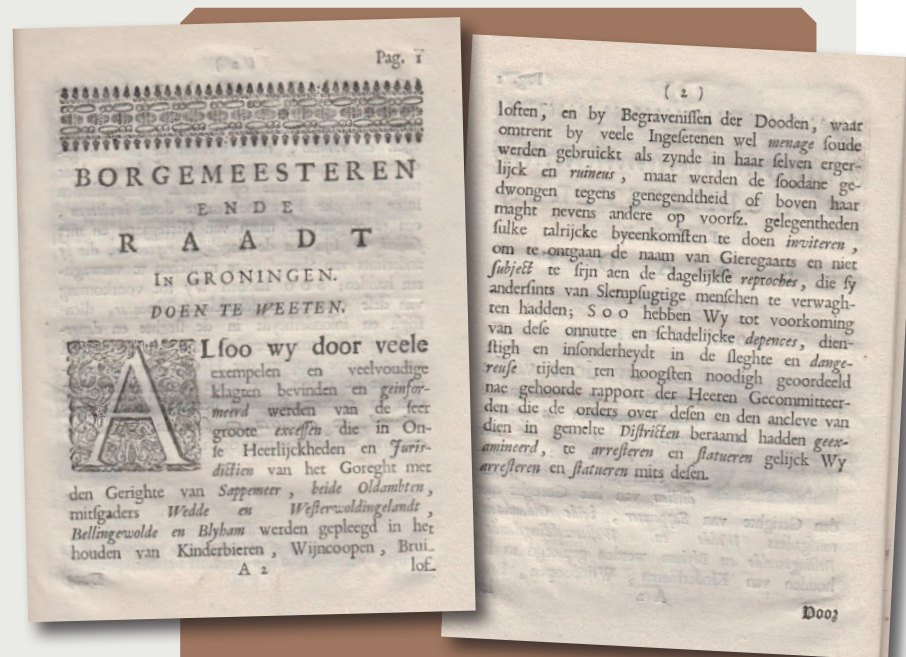 Pag. 1
BORGEMEESTEREN
ENDE
RAADT
IN GRONINGEN.
DOEN TE WEETEN.
ALſoo wy door veele
exempelen en veelvoudige
klagten bevinden en geinfor-
meerd werden van de ſeer
groote exceſſen die in On-
ſe Heerlijckheden en Juriſ-
dictien van het Goreght met
den Gerighte van Sappemeer, beide Oldambten,
mitſgaders Wedde en Weſterwoldingelandt,
Bellingewolde en Blyham werden gepleegd in het
houden van Kinderbieren, Wijncoopen, Brui-
A 2 lof-
( 2 )
loften, en by Begraveniſſen der Dooden, waar
omtrent by veele Ingeſetenen wel menage ſoude
werden gebruickt als zynde in haar ſelven erger-
lijck en ruineus, maar werden de ſoodane ge-
dwongen tegens genegendtheid of boven haar
maght nevens andere op voorſz. gelegentheden
ſulke talrijcke byeenkomſten te doen inviteren,
om te ontgaan de naam van Gieregaarts en niet
ſubject te ſijn aen de dagelijkſe reproches, die ſy
anderſints van Slempſugtige menſchen te verwagh-
ten hadden; Soo hebben Wy tot voorkoming
van deſe onnutte en ſchadelijcke depences, dien-
ſtigh en inſonderheydt in de ſleghte en dange-
reuſe tijden ten hoogſten noodigh geoordeeld
nae gehoorde rapport der Heeren Gecommitteer-
den die de orders over deſen en den ancleve van
dien in gemelte Diſtricten beraamd hadden geex-
amineerd, te arreſteren en ſtatueren gelijck Wy
arreſteren en ſtatueren mits deſen.
Dooꝛ